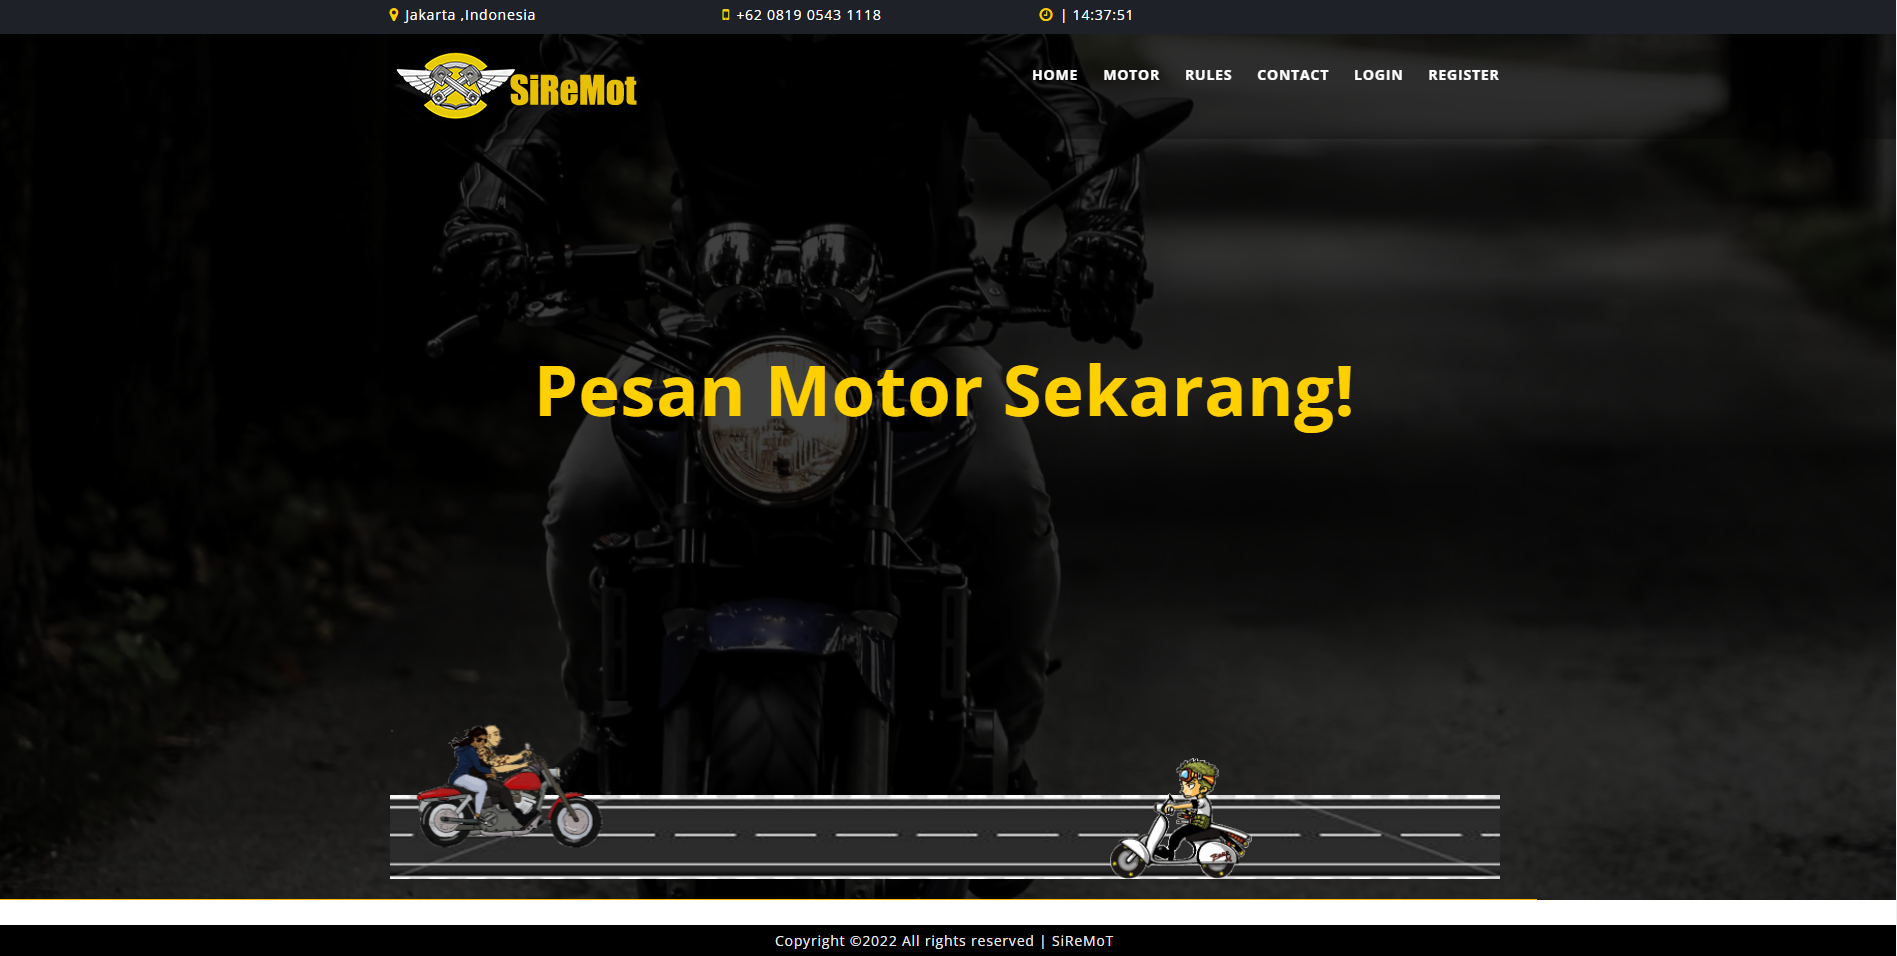 Jakarta ,Indonesia
+62 0819 0543 1118
| 14:37:51
SiReMot
HOME MOTOR RULES CONTACT LOGIN REGISTER
Pesan Motor Sekarang!
Copyright ©2022 All rights reserved | SiReMoT